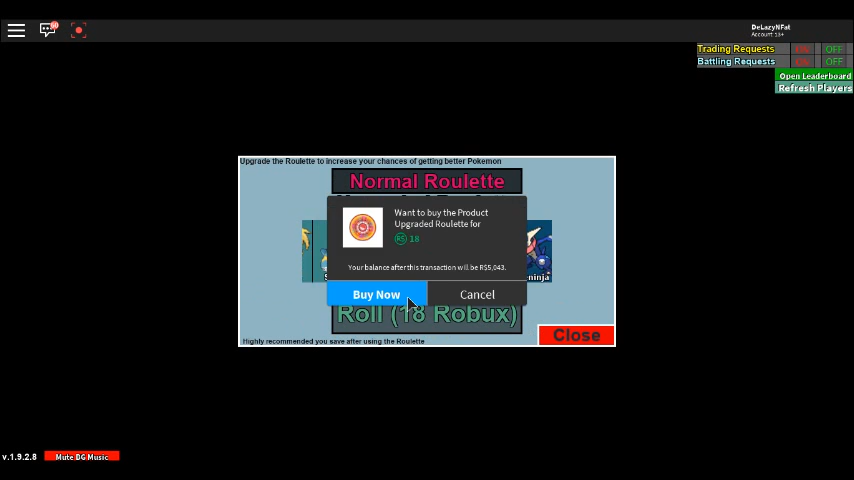 60
DeLazyNFat
Account: 13+
Trading Requests ON OFF
Battling Requests ON OFF
Open Leaderboard
Refresh Players
Upgrade the Roulette to increase your chances of getting better Pokemon
Normal Roulette
Want to buy the Product
Upgraded Roulette for
R$ 18
Your balance after this transaction will be R$5,043.
Buy Now
Cancel
Roll (18 Robux)
Close
Highly recommended you save after using the Roulette
v.1.9.2.8
Mute BG Music